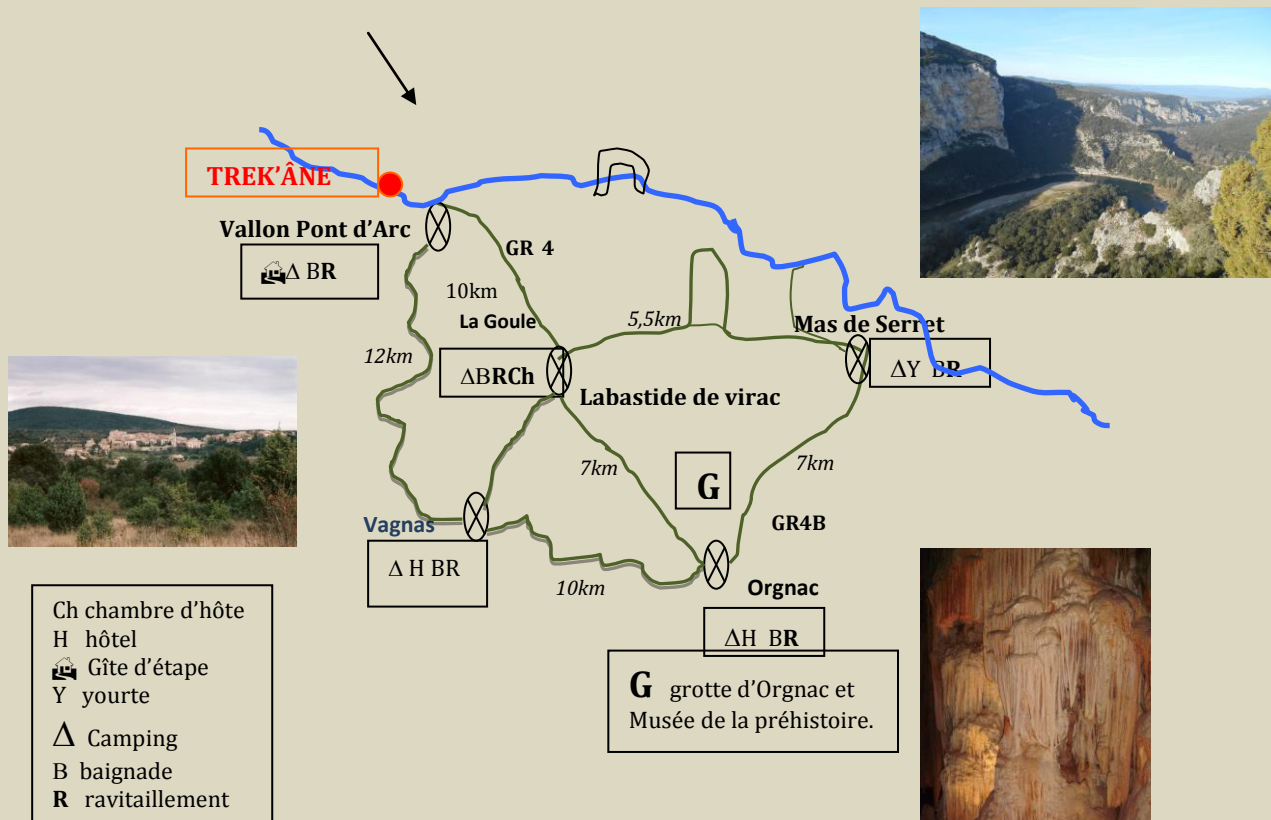 TREK’ÂNE
Vallon Pont d’Arc
⌂Δ BR
GR 4
10km
La Goule
5,5km
Mas de Serret
12km
ΔBRCh
ΔY BR
Labastide de virac
7km
G
7km
Vagnas
GR4B
Δ H BR
10km
Orgnac
ΔH BR
Ch chambre d’hôte
H hôtel
Gîte d’étape
Y yourte
Δ Camping
B baignade
R ravitaillement
G grotte d’Orgnac et
Musée de la préhistoire.